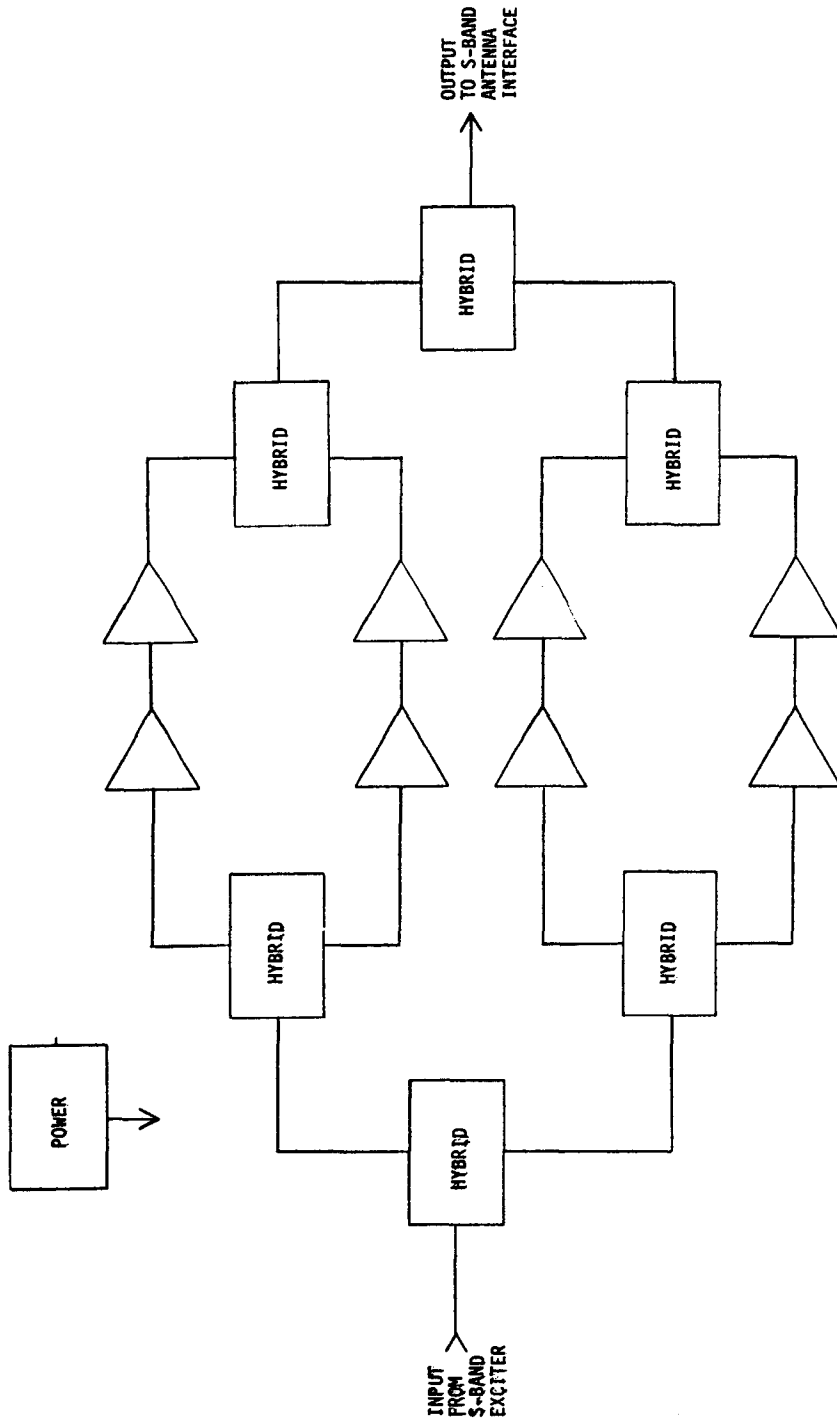 POWER
INPUT
FROM
S-BAND
EXCITER
HYBRID
HYBRID
HYBRID
HYBRID
HYBRID
HYBRID
OUTPUT
TO S-BAND
ANTENNA
INTERFACE